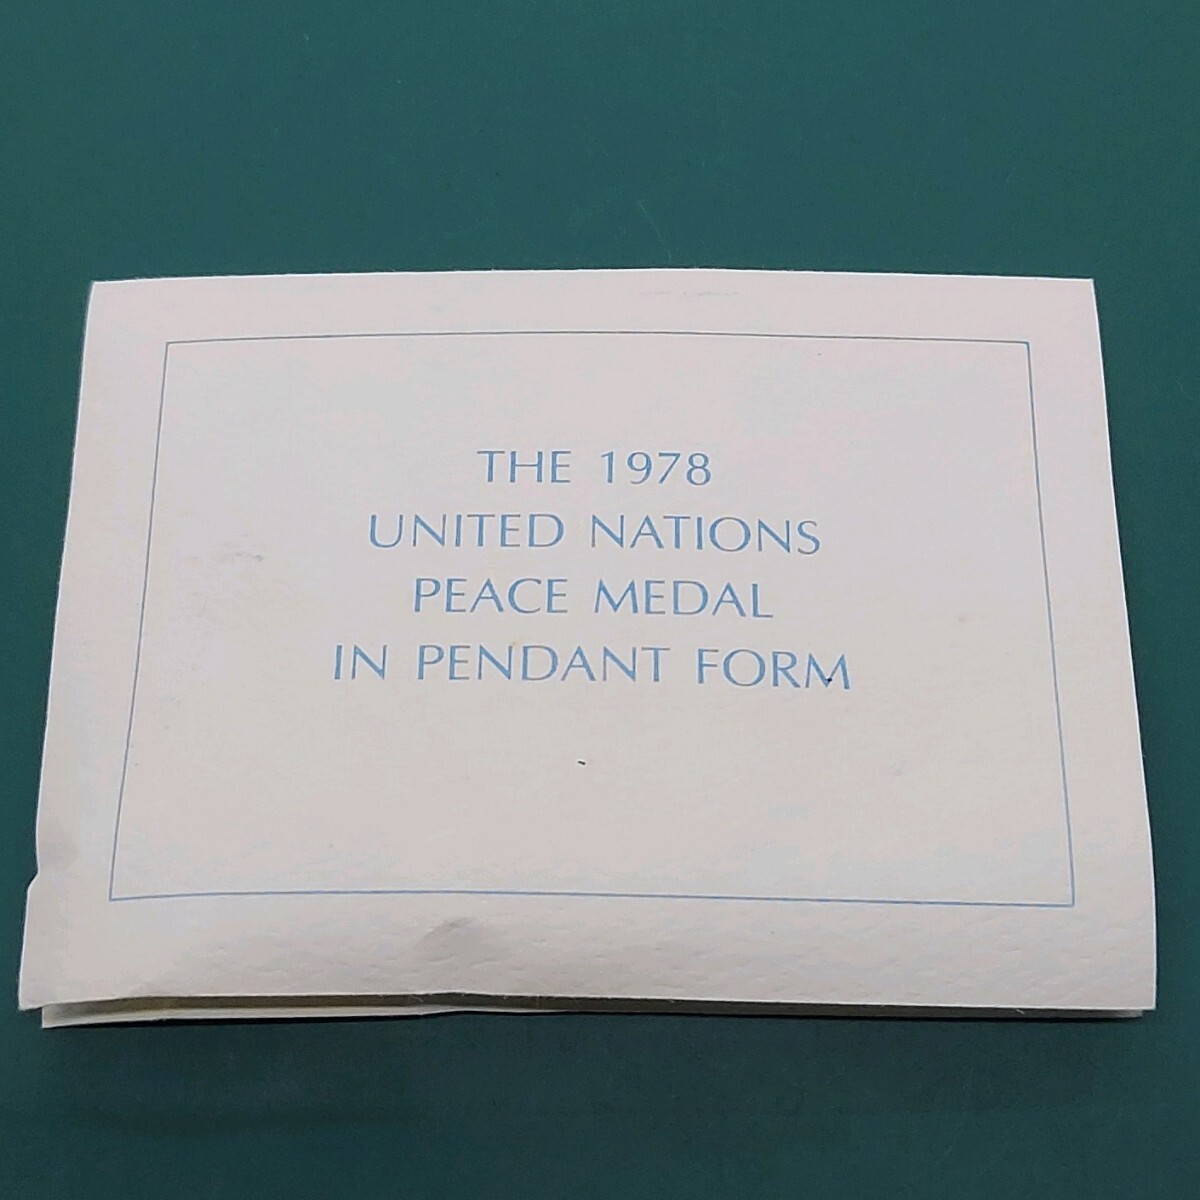 THE 1978
UNITED NATIONS
PEACE MEDAL
IN PENDANT FORM